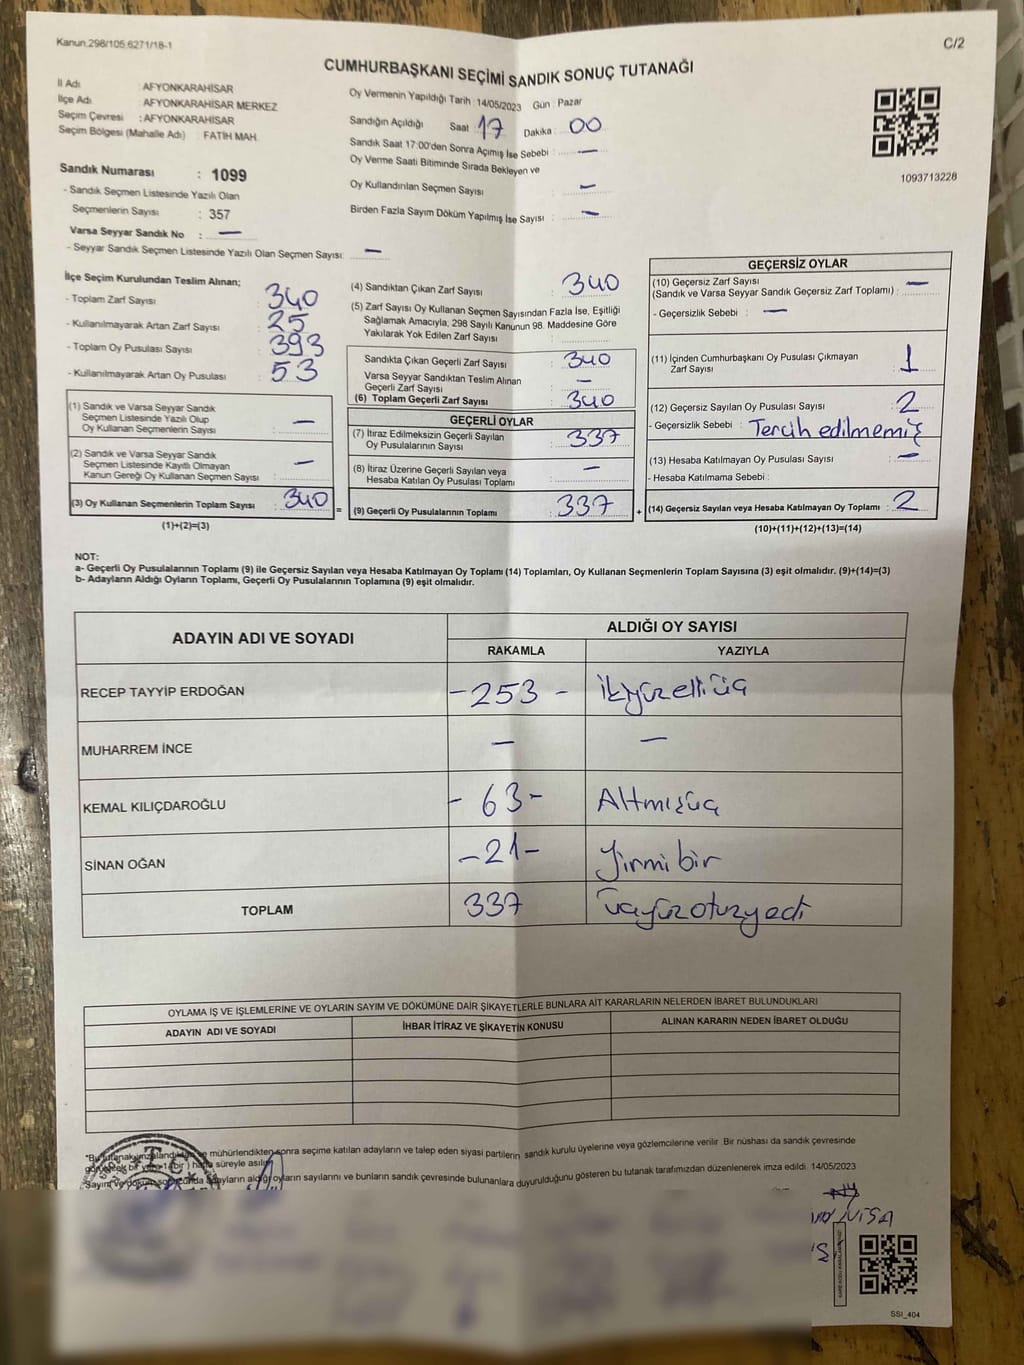 Kanun.298/105,6271/18-1
C/2
CUMHURBAŞKANI SEÇİMİ SANDIK SONUÇ TUTANAĞI
İl Adı : AFYONKARAHİSAR
İlçe Adı : AFYONKARAHİSAR MERKEZ
Seçim Çevresi : AFYONKARAHİSAR
Seçim Bölgesi (Mahalle Adı) : FATİH MAH.
Sandık Numarası : 1099
- Sandık Seçmen Listesinde Yazılı Olan
Seçmenlerin Sayısı : 357
Varsa Seyyar Sandık No : —
- Seyyar Sandık Seçmen Listesinde Yazılı Olan Seçmen Sayısı: —
Oy Vermenin Yapıldığı Tarih : 14/05/2023 Gün : Pazar
Sandığın Açıldığı Saat : 17 Dakika : 00
Sandık Saat 17:00'den Sonra Açımış İse Sebebi : —
Oy Verme Saati Bitiminde Sırada Bekleyen ve
Oy Kullandırılan Seçmen Sayısı : —
Birden Fazla Sayım Döküm Yapılmış İse Sayısı : —
1093713228
İlçe Seçim Kurulundan Teslim Alınan;
- Toplam Zarf Sayısı : 340
- Kullanılmayarak Artan Zarf Sayısı : 25
- Toplam Oy Pusulası Sayısı : 393
- Kullanılmayarak Artan Oy Pusulası : 53
(1) Sandık ve Varsa Seyyar Sandık
Seçmen Listesinde Yazılı Olup
Oy Kullanan Seçmenlerin Sayısı : —
(2) Sandık ve Varsa Seyyar Sandık
Seçmen Listesinde Kayıtlı Olmayan
Kanun Gereği Oy Kullanan Seçmen Sayısı : —
(3) Oy Kullanan Seçmenlerin Toplam Sayısı : 340 =
(1)+(2)=(3)
(4) Sandıktan Çıkan Zarf Sayısı : 340
(5) Zarf Sayısı Oy Kullanan Seçmen Sayısından Fazla İse, Eşitliği
Sağlamak Amacıyla, 298 Sayılı Kanunun 98. Maddesine Göre
Yakılarak Yok Edilen Zarf Sayısı :
Sandıkta Çıkan Geçerli Zarf Sayısı : 340
Varsa Seyyar Sandıktan Teslim Alınan
Geçerli Zarf Sayısı : —
(6) Toplam Geçerli Zarf Sayısı : 340
GEÇERLİ OYLAR
(7) İtiraz Edilmeksizin Geçerli Sayılan
Oy Pusulalarının Sayısı : 337
(8) İtiraz Üzerine Geçerli Sayılan veya
Hesaba Katılan Oy Pusulası Toplamı : —
(9) Geçerli Oy Pusulalarının Toplamı : 337 +
GEÇERSİZ OYLAR
(10) Geçersiz Zarf Sayısı
(Sandık ve Varsa Seyyar Sandık Geçersiz Zarf Toplamı) : —
- Geçersizlik Sebebi : —
(11) İçinden Cumhurbaşkanı Oy Pusulası Çıkmayan
Zarf Sayısı : 1
(12) Geçersiz Sayılan Oy Pusulası Sayısı : 2
- Geçersizlik Sebebi : Tercih edilmemiş
(13) Hesaba Katılmayan Oy Pusulası Sayısı : —
- Hesaba Katılmama Sebebi :
(14) Geçersiz Sayılan veya Hesaba Katılmayan Oy Toplamı : 2
(10)+(11)+(12)+(13)=(14)
NOT:
a- Geçerli Oy Pusulalarının Toplamı (9) ile Geçersiz Sayılan veya Hesaba Katılmayan Oy Toplamı (14) Toplamları, Oy Kullanan Seçmenlerin Toplam Sayısına (3) eşit olmalıdır. (9)+(14)=(3)
b- Adayların Aldığı Oyların Toplamı, Geçerli Oy Pusulalarının Toplamına (9) eşit olmalıdır.
ADAYIN ADI VE SOYADI
ALDIĞI OY SAYISI
RAKAMLA YAZIYLA
RECEP TAYYİP ERDOĞAN - 253 - İkiyüzelliüç
MUHARREM İNCE — —
KEMAL KILIÇDAROĞLU - 63 - Altmışüç
SİNAN OĞAN - 21 - Yirmi bir
TOPLAM 337 üçyüzotuzyedi
OYLAMA İŞ VE İŞLEMLERİNE VE OYLARIN SAYIM VE DÖKÜMÜNE DAİR ŞİKAYETLERLE BUNLARA AİT KARARLARIN NELERDEN İBARET BULUNDUKLARI
ADAYIN ADI VE SOYADI İHBAR İTİRAZ VE ŞİKAYETİN KONUSU ALINAN KARARIN NEDEN İBARET OLDUĞU
mühürlendikten sonra seçime katılan adayların ve talep eden siyasi partilerin sandık kurulu üyelerine veya gözlemcilerine verilir. Bir nüshası da sandık çevresinde
süreyle asılır.
adayların aldığı oyların sayılarını ve bunların sandık çevresinde bulunanlara duyurulduğunu gösteren bu tutanak tarafımızdan düzenlenerek imza edildi. 14/05/2023
T.C.
SSI_404